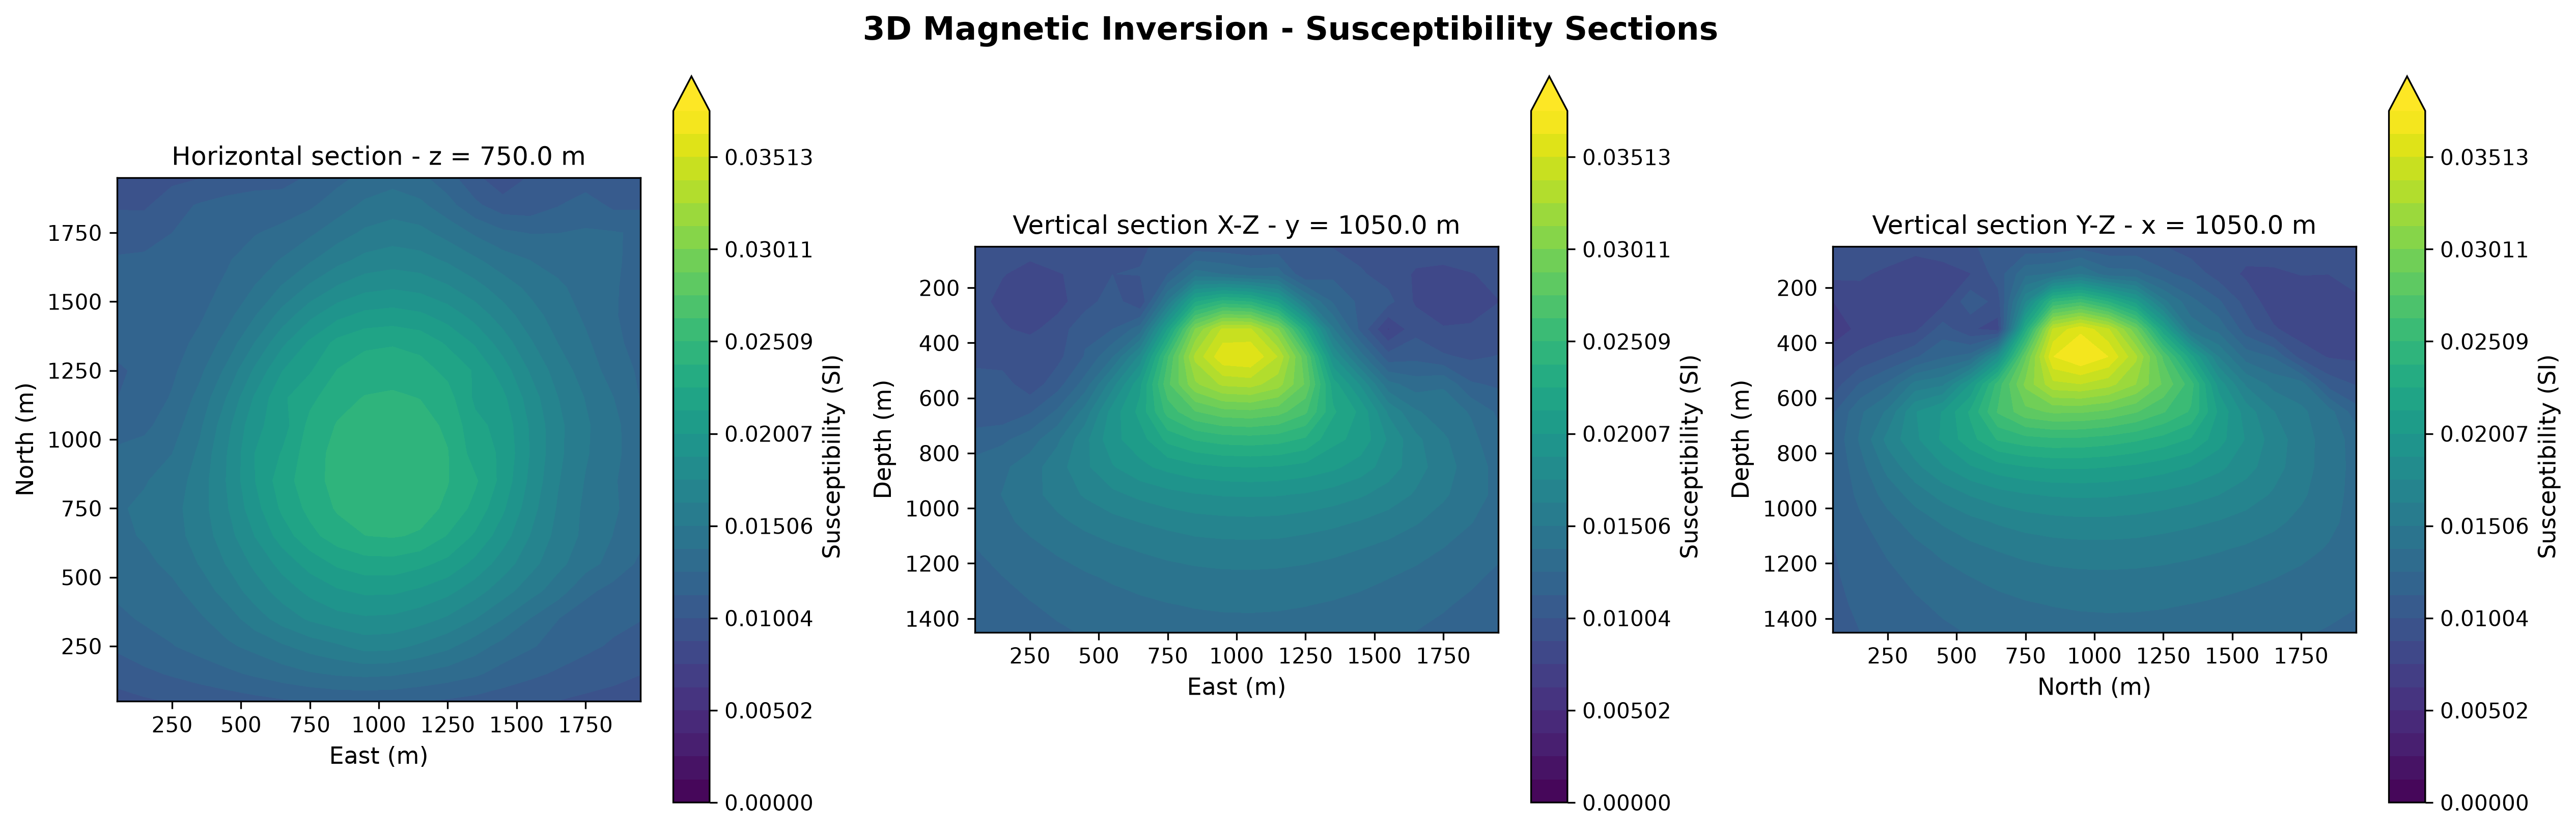 3D Magnetic Inversion - Susceptibility Sections
Horizontal section - z = 750.0 m
North (m)
1750
1500
1250
1000
750
500
250
250 500 750 1000 1250 1500 1750
East (m)
0.03513
0.03011
0.02509
0.02007
0.01506
0.01004
0.00502
0.00000
Susceptibility (SI)
Vertical section X-Z - y = 1050.0 m
Depth (m)
200
400
600
800
1000
1200
1400
250 500 750 1000 1250 1500 1750
East (m)
0.03513
0.03011
0.02509
0.02007
0.01506
0.01004
0.00502
0.00000
Susceptibility (SI)
Vertical section Y-Z - x = 1050.0 m
Depth (m)
200
400
600
800
1000
1200
1400
250 500 750 1000 1250 1500 1750
North (m)
0.03513
0.03011
0.02509
0.02007
0.01506
0.01004
0.00502
0.00000
Susceptibility (SI)